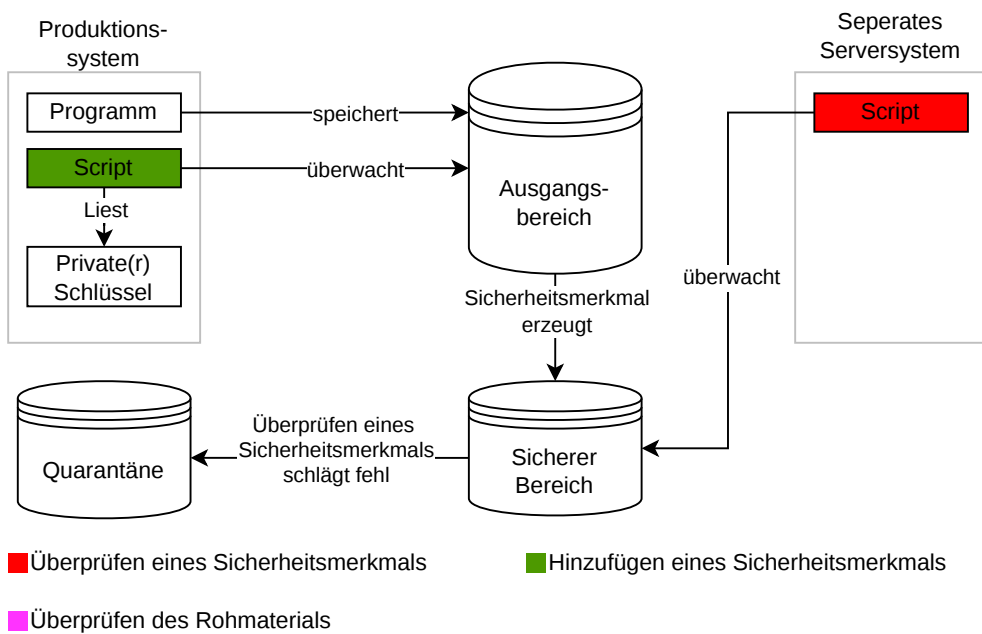 Produktions-
system
Seperates
Serversystem
Programm
speichert
Script
Script
überwacht
Liest
Private(r)
Schlüssel
Ausgangs-
bereich
überwacht
Sicherheitsmerkmal
erzeugt
Quarantäne
Überprüfen eines
Sicherheitsmerkmals
schlägt fehl
Sicherer
Bereich
Überprüfen eines Sicherheitsmerkmals
Hinzufügen eines Sicherheitsmerkmals
Überprüfen des Rohmaterials